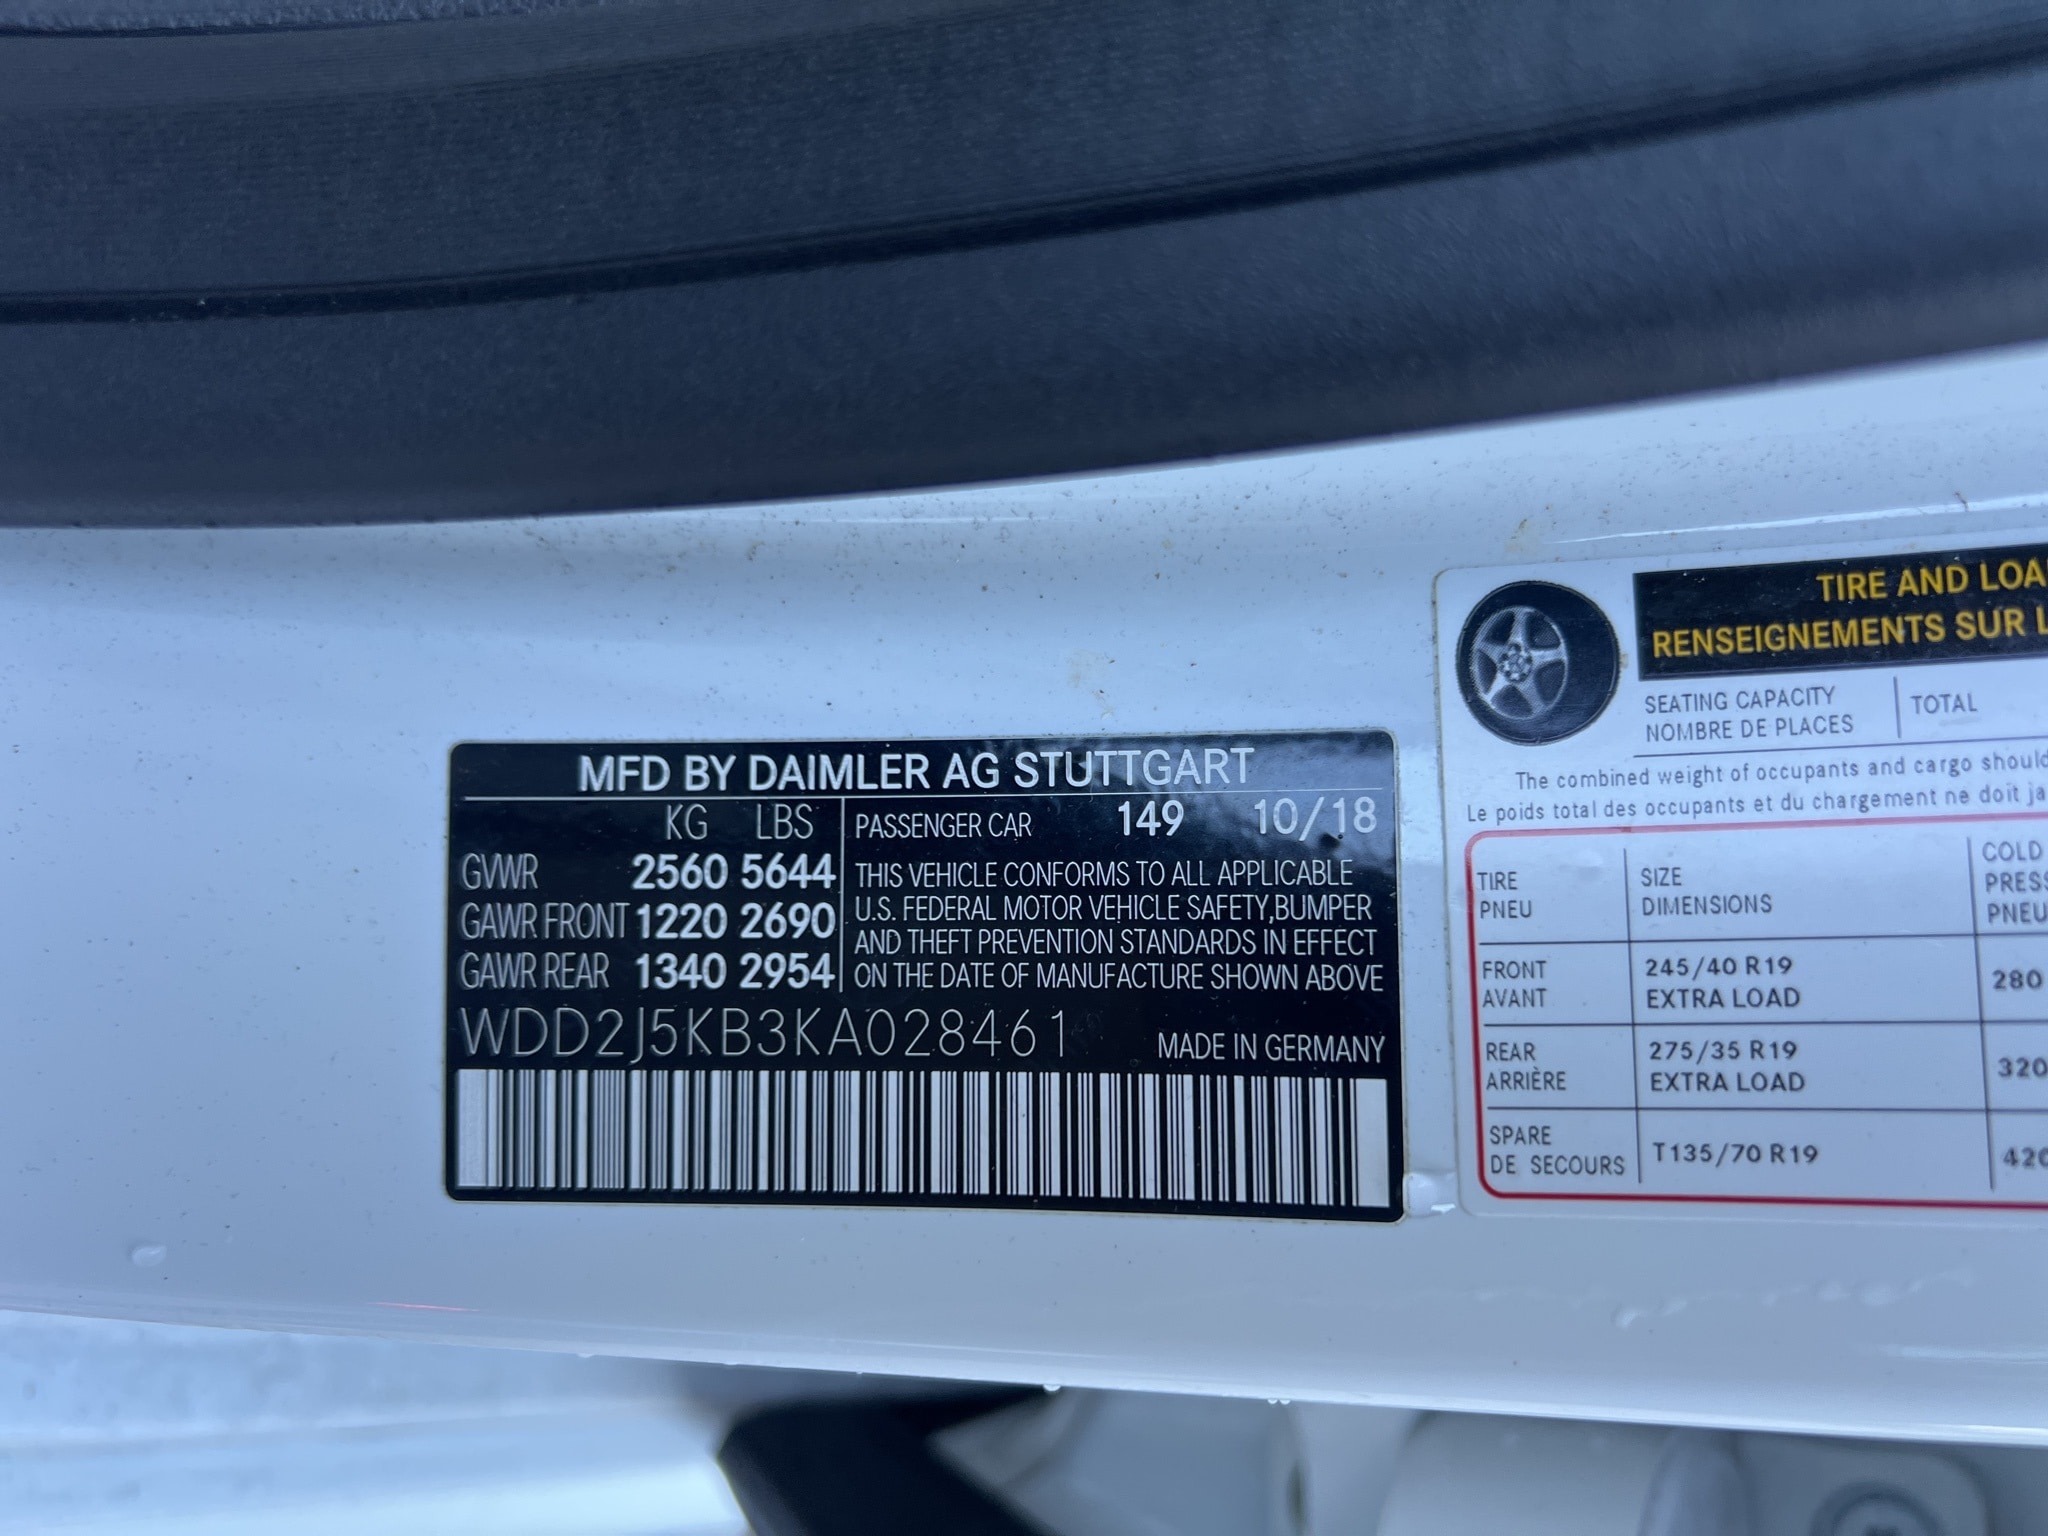 MFD BY DAIMLER AG STUTTGART
KG LBS
GVWR 2560 5644
GAWR FRONT 1220 2690
GAWR REAR 1340 2954
PASSENGER CAR 149 10/18
THIS VEHICLE CONFORMS TO ALL APPLICABLE
U.S. FEDERAL MOTOR VEHICLE SAFETY,BUMPER
AND THEFT PREVENTION STANDARDS IN EFFECT
ON THE DATE OF MANUFACTURE SHOWN ABOVE
WDD2J5KB3KA028461
MADE IN GERMANY
TIRE AND LOA
RENSEIGNEMENTS SUR L
SEATING CAPACITY
NOMBRE DE PLACES
TOTAL
The combined weight of occupants and cargo should
Le poids total des occupants et du chargement ne doit ja
TIRE
PNEU
SIZE
DIMENSIONS
COLD
PRESS
PNEU
FRONT
AVANT
245/40 R19
EXTRA LOAD
280
REAR
ARRIÈRE
275/35 R19
EXTRA LOAD
320
SPARE
DE SECOURS
T135/70 R19
420